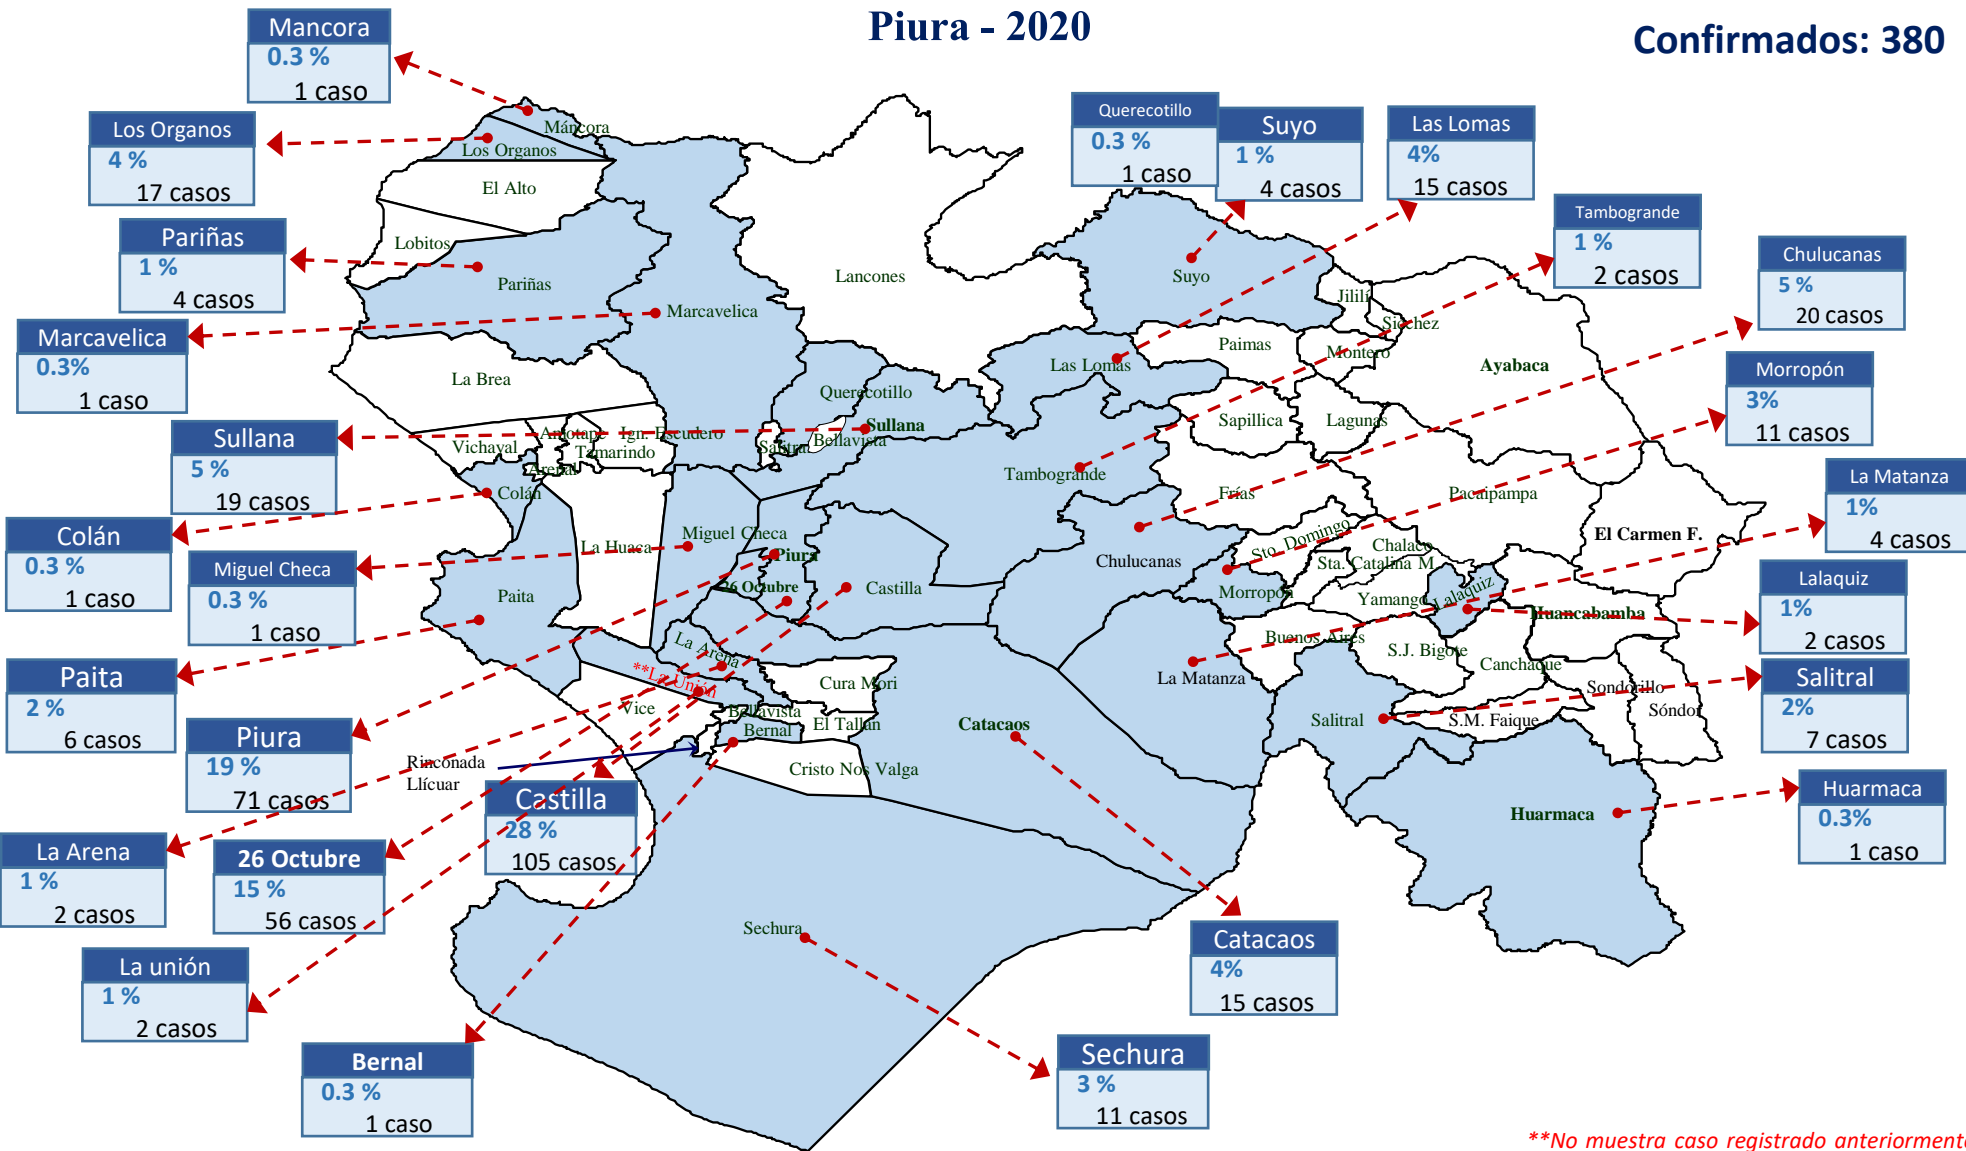 Piura - 2020
Confirmados: 380
Mancora
0.3 %
1 caso
Los Organos
4 %
17 casos
Pariñas
1 %
4 casos
Marcavelica
0.3%
1 caso
Sullana
5 %
19 casos
Colán
0.3 %
1 caso
Miguel Checa
0.3 %
1 caso
Paita
2 %
6 casos
Piura
19 %
71 casos
La Arena
1 %
2 casos
26 Octubre
15 %
56 casos
La unión
1 %
2 casos
Bernal
0.3 %
1 caso
Castilla
28 %
105 casos
Querecotillo
0.3 %
1 caso
Suyo
1 %
4 casos
Las Lomas
4%
15 casos
Tambogrande
1 %
2 casos
Chulucanas
5 %
20 casos
Morropón
3%
11 casos
La Matanza
1%
4 casos
Lalaquiz
1%
2 casos
Salitral
2%
7 casos
Huarmaca
0.3%
1 caso
Catacaos
4%
15 casos
Sechura
3 %
11 casos
Máncora
Los Organos
El Alto
Lobitos
Pariñas
Marcavelica
Lancones
La Brea
Querecotillo
Sullana
Bellavista
Salitral
Vichayal
Amotape
Ign. Escudero
Tamarindo
Arenal
Colán
La Huaca
Miguel Checa
Paita
Piura
26 Octubre
Castilla
La Arena
**La Unión
Vice
Bellavista
Bernal
Cura Mori
El Tallan
Cristo Nos Valga
Rinconada
Llícuar
Sechura
Catacaos
Suyo
Jililí
Sicchez
Paimas
Montero
Ayabaca
Las Lomas
Sapillica
Lagunas
Tambogrande
Frías
Pacaipampa
El Carmen F.
Chulucanas
Sto. Domingo
Chalaco
Sta. Catalina M.
Morropón
Yamango
Lalaquiz
Huancabamba
Buenos Aires
S.J. Bigote
Canchaque
La Matanza
Sondorillo
Salitral
S.M. Faique
Sóndor
Huarmaca
**No muestra caso registrado anteriormente